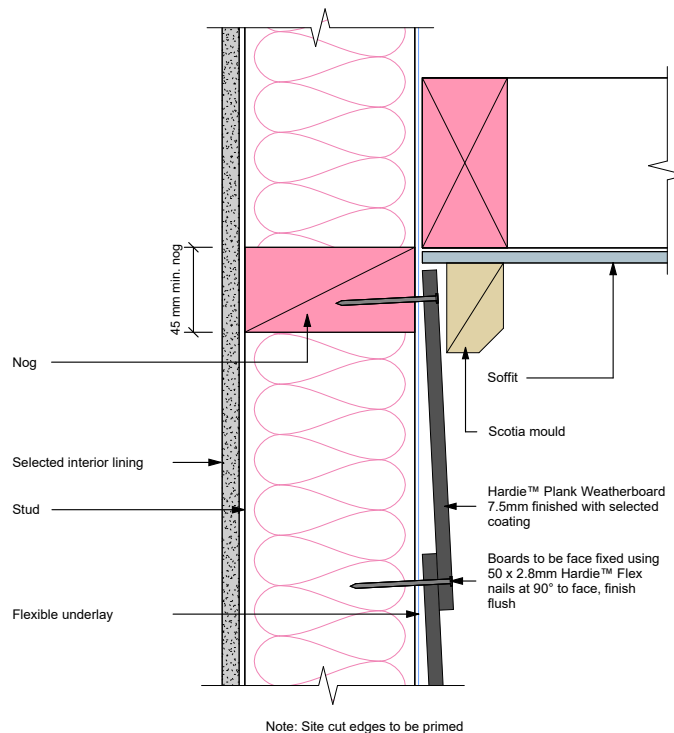 45 mm min. nog
Nog
Soffit
Scotia mould
Selected interior lining
Hardie™ Plank Weatherboard
7.5mm finished with selected
coating
Stud
Boards to be face fixed using
50 x 2.8mm Hardie™ Flex
nails at 90° to face, finish
flush
Flexible underlay
Note: Site cut edges to be primed